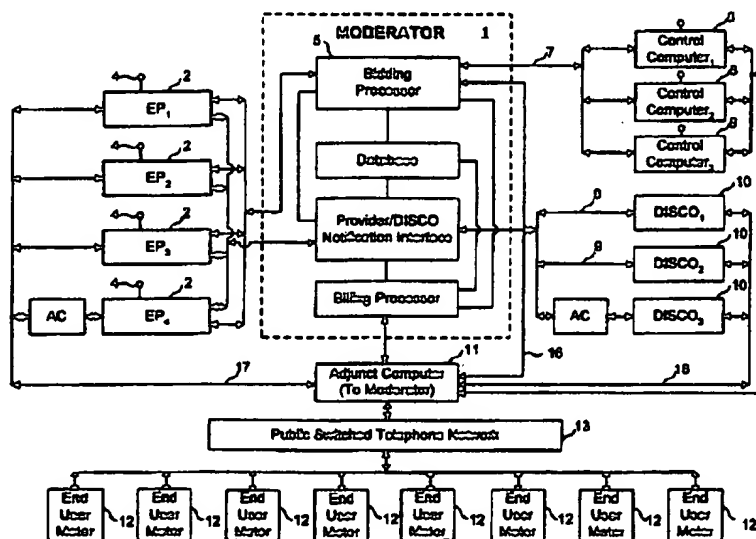 MODERATOR 1
5
Bidding
Processor
Database
Provider/DISCO
Notification Interface
Billing Processor
2
EP1
2
EP2
2
EP3
2
EP4
AC
7
Control
Computer1
Control
Computer2
Control
Computer3
10
DISCO1
9
10
DISCO2
10
AC
DISCO3
11
16
17
18
Adjunct Computer
(To Moderator)
Public Switched Telephone Network
13
End
User
Meter
12
End
User
Meter
12
End
User
Meter
12
End
User
Meter
12
End
User
Meter
12
End
User
Meter
12
End
User
Meter
12
End
User
Meter
12